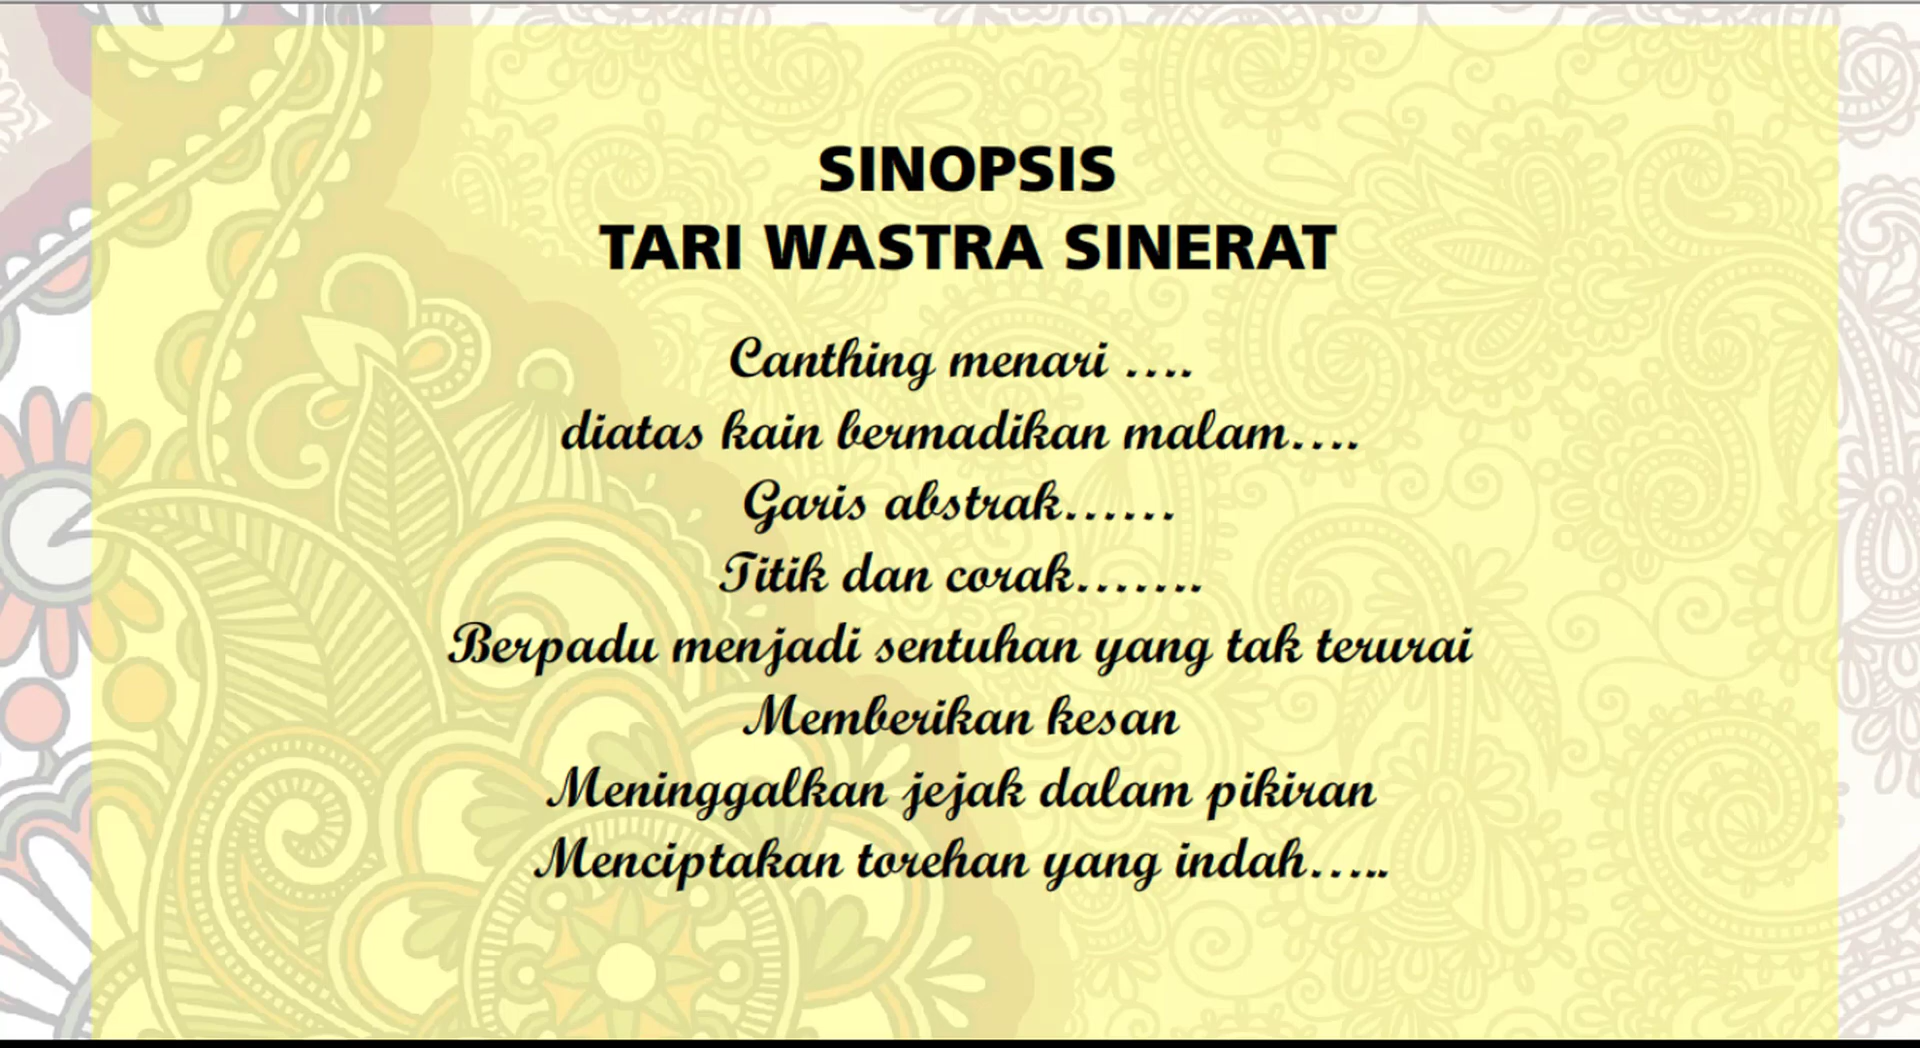 SINOPSIS
TARI WASTRA SINERAT
Canthing menari ....
diatas kain bermadikan malam....
Garis abstrak......
Titik dan corak.......
Berpadu menjadi sentuhan yang tak terurai
Memberikan kesan
Meninggalkan jejak dalam pikiran
Menciptakan torehan yang indah.....